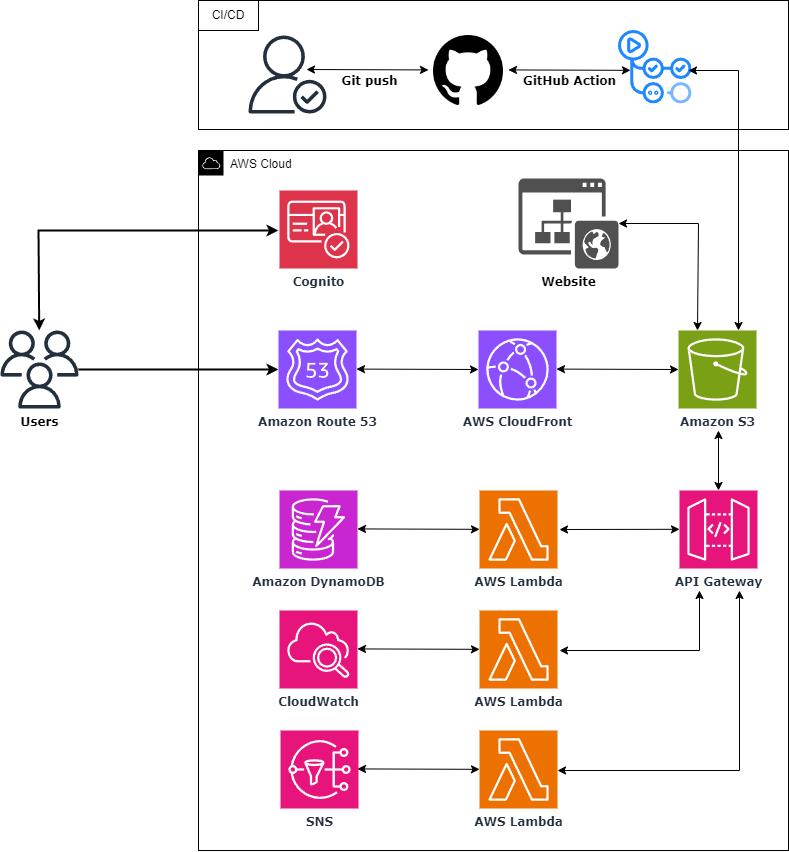 CI/CD
Git push
GitHub Action
AWS Cloud
Cognito
Website
Users
53
Amazon Route 53
AWS CloudFront
Amazon S3
</>
Amazon DynamoDB
AWS Lambda
API Gateway
CloudWatch
AWS Lambda
SNS
AWS Lambda